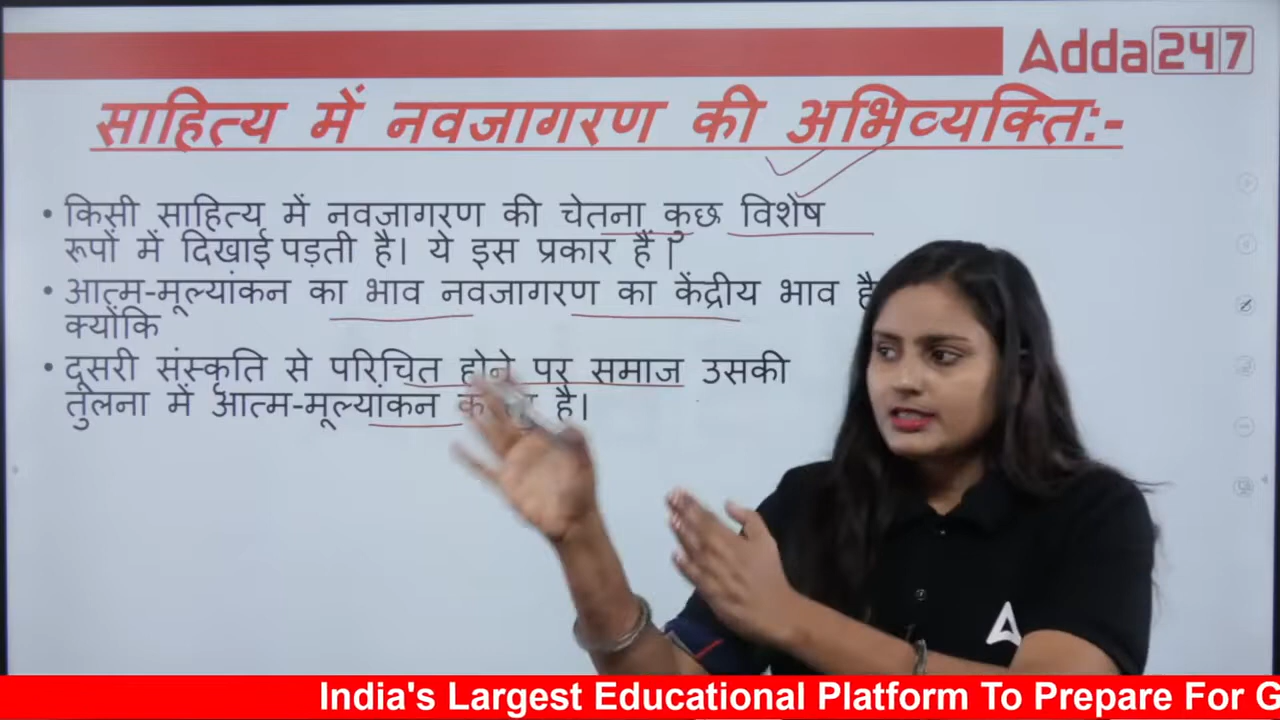 Adda247
साहित्य में नवजागरण की अभिव्यक्ति:-
• किसी साहित्य में नवजागरण की चेतना कुछ विशेष
रूपों में दिखाई पड़ती है। ये इस प्रकार हैं |
• आत्म-मूल्यांकन का भाव नवजागरण का केंद्रीय भाव है
क्योंकि
• दूसरी संस्कृति से परिचित होने पर समाज उसकी
तुलना में आत्म-मूल्यांकन है।
India's Largest Educational Platform To Prepare For G